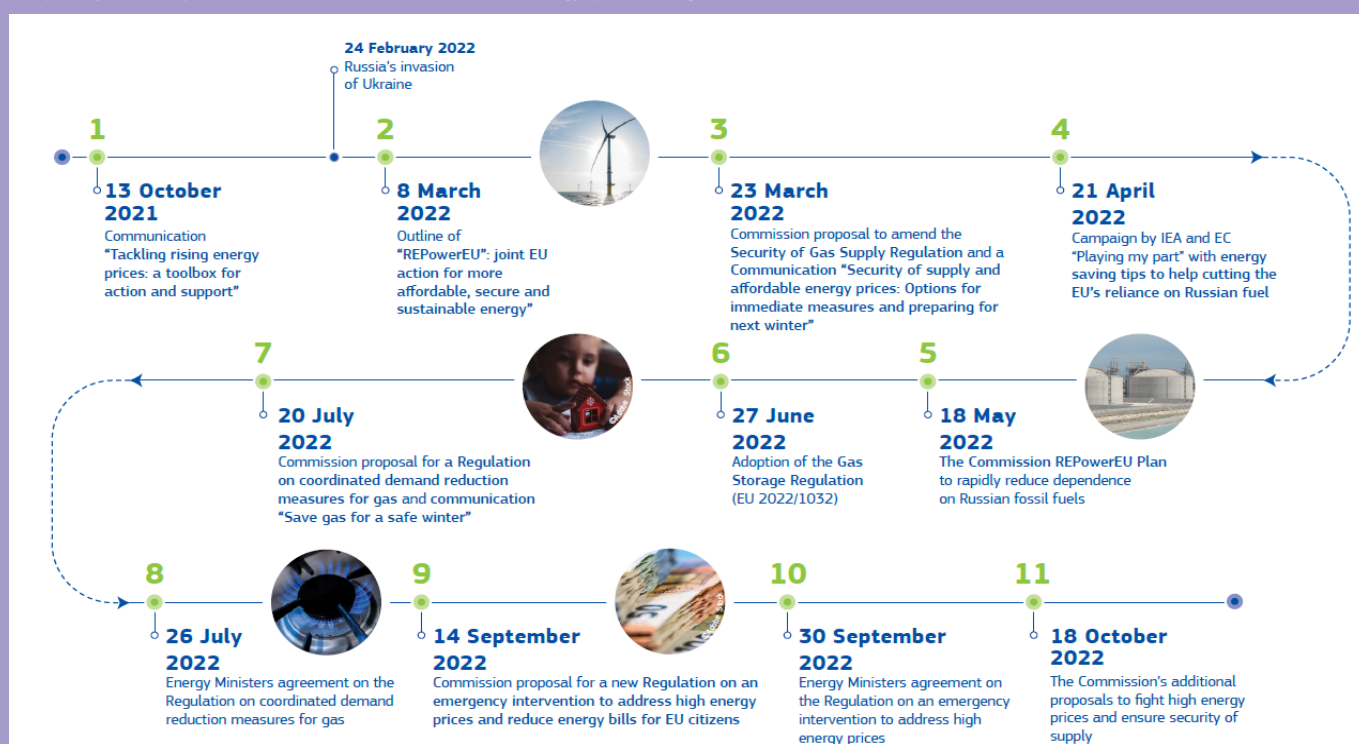 24 February 2022
Russia's invasion
of Ukraine
1
13 October
2021
Communication
“Tackling rising energy
prices: a toolbox for
action and support”
2
8 March
2022
Outline of
“REPowerEU”: joint EU
action for more
affordable, secure and
sustainable energy”
3
23 March
2022
Commission proposal to amend the
Security of Gas Supply Regulation and a
Communication “Security of supply and
affordable energy prices: Options for
immediate measures and preparing for
next winter”
4
21 April
2022
Campaign by IEA and EC
“Playing my part” with energy
saving tips to help cutting the
EU's reliance on Russian fuel
5
18 May
2022
The Commission REPowerEU Plan
to rapidly reduce dependence
on Russian fossil fuels
6
27 June
2022
Adoption of the Gas
Storage Regulation
(EU 2022/1032)
©Adobe Stock
7
20 July
2022
Commission proposal for a Regulation
on coordinated demand reduction
measures for gas and communication
“Save gas for a safe winter”
8
26 July
2022
Energy Ministers agreement on the
Regulation on coordinated demand
reduction measures for gas
9
14 September
2022
Commission proposal for a new Regulation on an
emergency intervention to address high energy
prices and reduce energy bills for EU citizens
©Adobe Stock
10
30 September
2022
Energy Ministers agreement on
the Regulation on an emergency
intervention to address high
energy prices
11
18 October
2022
The Commission's additional
proposals to fight high energy
prices and ensure security of
supply